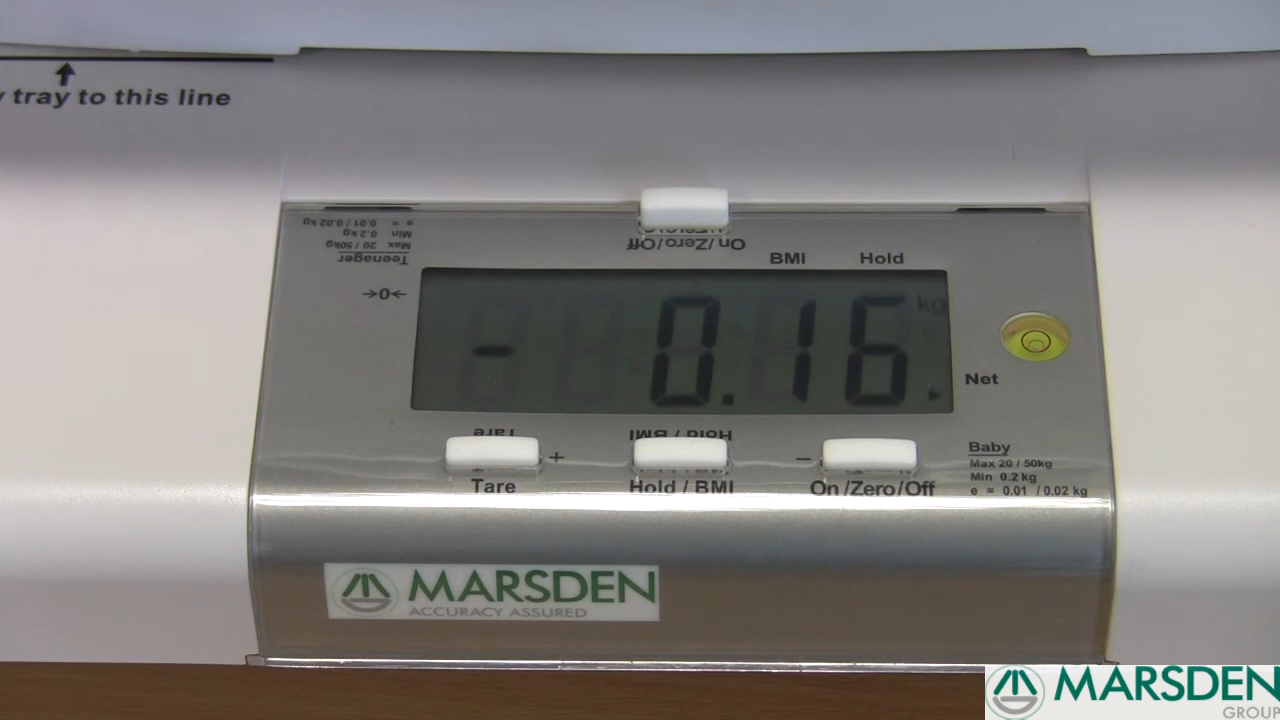 y tray to this line
e = 0.01 / 0.02 kg
Min 0.2 kg
Max 20 / 50kg
Teenager
On/Zero/Off
BMI Hold
→0←
- 0.16 kg
Net
Tare Hold / BMI
+ −
Tare Hold / BMI On/Zero/Off
Baby
Max 20 / 50kg
Min 0.2 kg
e = 0.01 / 0.02 kg
MARSDEN
ACCURACY ASSURED
MARSDEN
GROUP